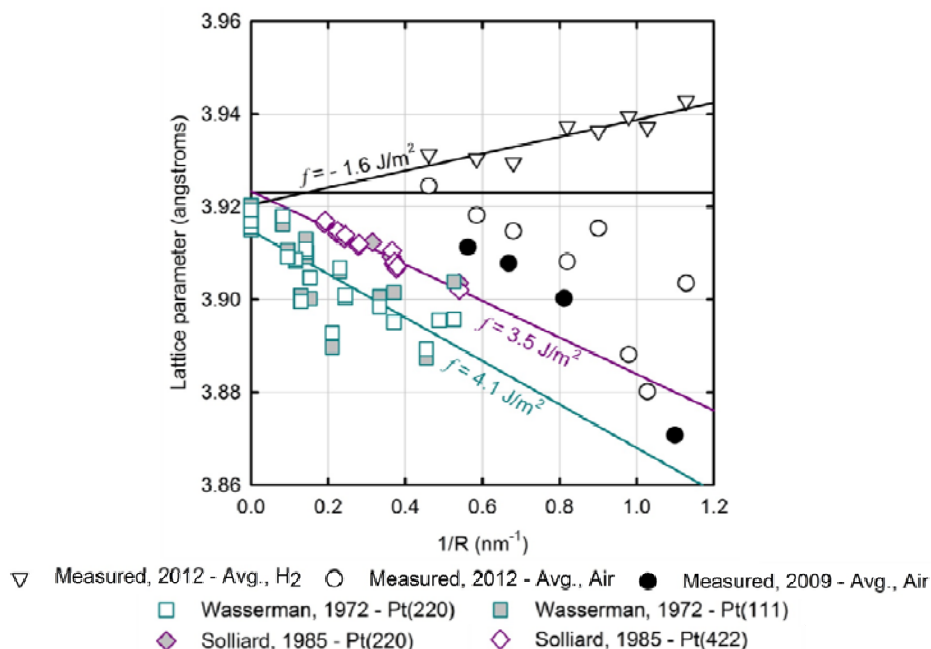 3.96
3.94
3.92
3.90
3.88
3.86
Lattice parameter (angstroms)
f = - 1.6 J/m²
f = 3.5 J/m²
f = 4.1 J/m²
0.0 0.2 0.4 0.6 0.8 1.0 1.2
1/R (nm⁻¹)
Measured, 2012 - Avg., H₂ Measured, 2012 - Avg., Air Measured, 2009 - Avg., Air
Wasserman, 1972 - Pt(220) Wasserman, 1972 - Pt(111)
Solliard, 1985 - Pt(220) Solliard, 1985 - Pt(422)